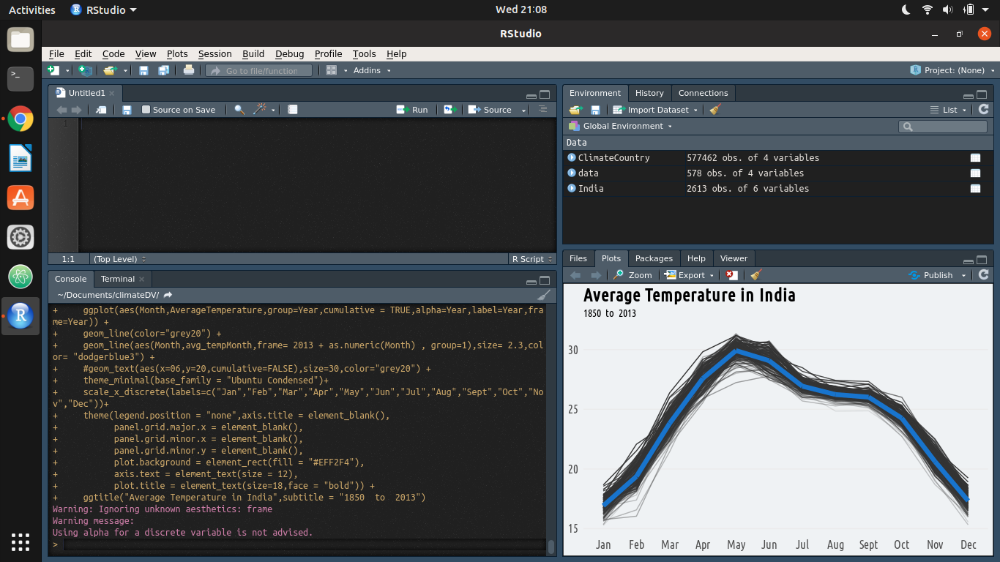 Activities RStudio Wed 21:08
RStudio
File Edit Code View Plots Session Build Debug Profile Tools Help
Go to file/function Addins Project: (None)
Untitled1
Source on Save Run Source
1
1:1 (Top Level) R Script
Console Terminal
~/Documents/climateDV/
+     ggplot(aes(Month,AverageTemperature,group=Year,cumulative = TRUE,alpha=Year,label=Year,fra
me=Year)) +
+     geom_line(color="grey20") +
+     geom_line(aes(Month,avg_tempMonth,frame= 2013 + as.numeric(Month) , group=1),size= 2.3,col
or= "dodgerblue3") +
+     #geom_text(aes(x=06,y=20,cumulative=FALSE),size=30,color="grey20") +
+     theme_minimal(base_family = "Ubuntu Condensed")+
+     scale_x_discrete(labels=c("Jan","Feb","Mar","Apr","May","Jun","Jul","Aug","Sept","Oct","No
v","Dec"))+
+     theme(legend.position = "none",axis.title = element_blank(),
+           panel.grid.major.x = element_blank(),
+           panel.grid.minor.x = element_blank(),
+           panel.grid.minor.y = element_blank(),
+           plot.background = element_rect(fill = "#EFF2F4"),
+           axis.text = element_text(size = 12),
+           plot.title = element_text(size=18,face = "bold")) +
+     ggtitle("Average Temperature in India",subtitle = "1850  to  2013")
Warning: Ignoring unknown aesthetics: frame
Warning message:
Using alpha for a discrete variable is not advised.
>
Environment History Connections
Import Dataset List
Global Environment
Data
ClimateCountry 577462 obs. of 4 variables
data 578 obs. of 4 variables
India 2613 obs. of 6 variables
Files Plots Packages Help Viewer
Zoom Export Publish
Average Temperature in India
1850 to 2013
30
25
20
15
Jan Feb Mar Apr May Jun Jul Aug Sept Oct Nov Dec